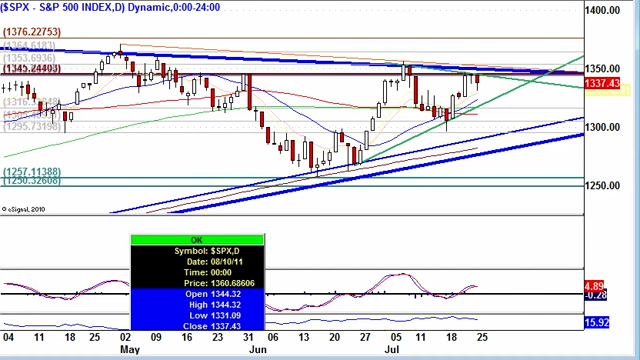 ($SPX - S&P 500 INDEX,D) Dynamic,0:00-24:00
1400.00
1376.22753
1364.6183
1353.6936
1345.24403
1350.00
1337.43
1300.00
1295.73198
1257.11388
1250.32608
1250.00
© eSignal, 2010
OK
Symbol: $SPX,D
Date: 08/10/11
Time: 00:00
Price: 1360.68606
Open 1344.32
High 1344.32
Low 1331.09
Close 1337.43
4.89
-0.28
15.92
04 11 18 25 02 09 16 23 31 06 13 20 27 05 11 18 25
May Jun Jul